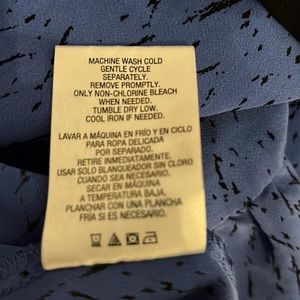 MACHINE WASH COLD
GENTLE CYCLE
SEPARATELY.
REMOVE PROMPTLY.
ONLY NON-CHLORINE BLEACH
WHEN NEEDED.
TUMBLE DRY LOW.
COOL IRON IF NEEDED.
LAVAR A MÁQUINA EN FRÍO Y EN CICLO
PARA ROPA DELICADA
POR SEPARADO.
RETIRE INMEDIATAMENTE.
USAR SOLO BLANQUEADOR SIN CLORO
CUANDO SEA NECESARIO.
SECAR EN MÁQUINA
A TEMPERATURA BAJA.
PLANCHAR CON UNA PLANCHA
FRÍA SI ES NECESARIO.